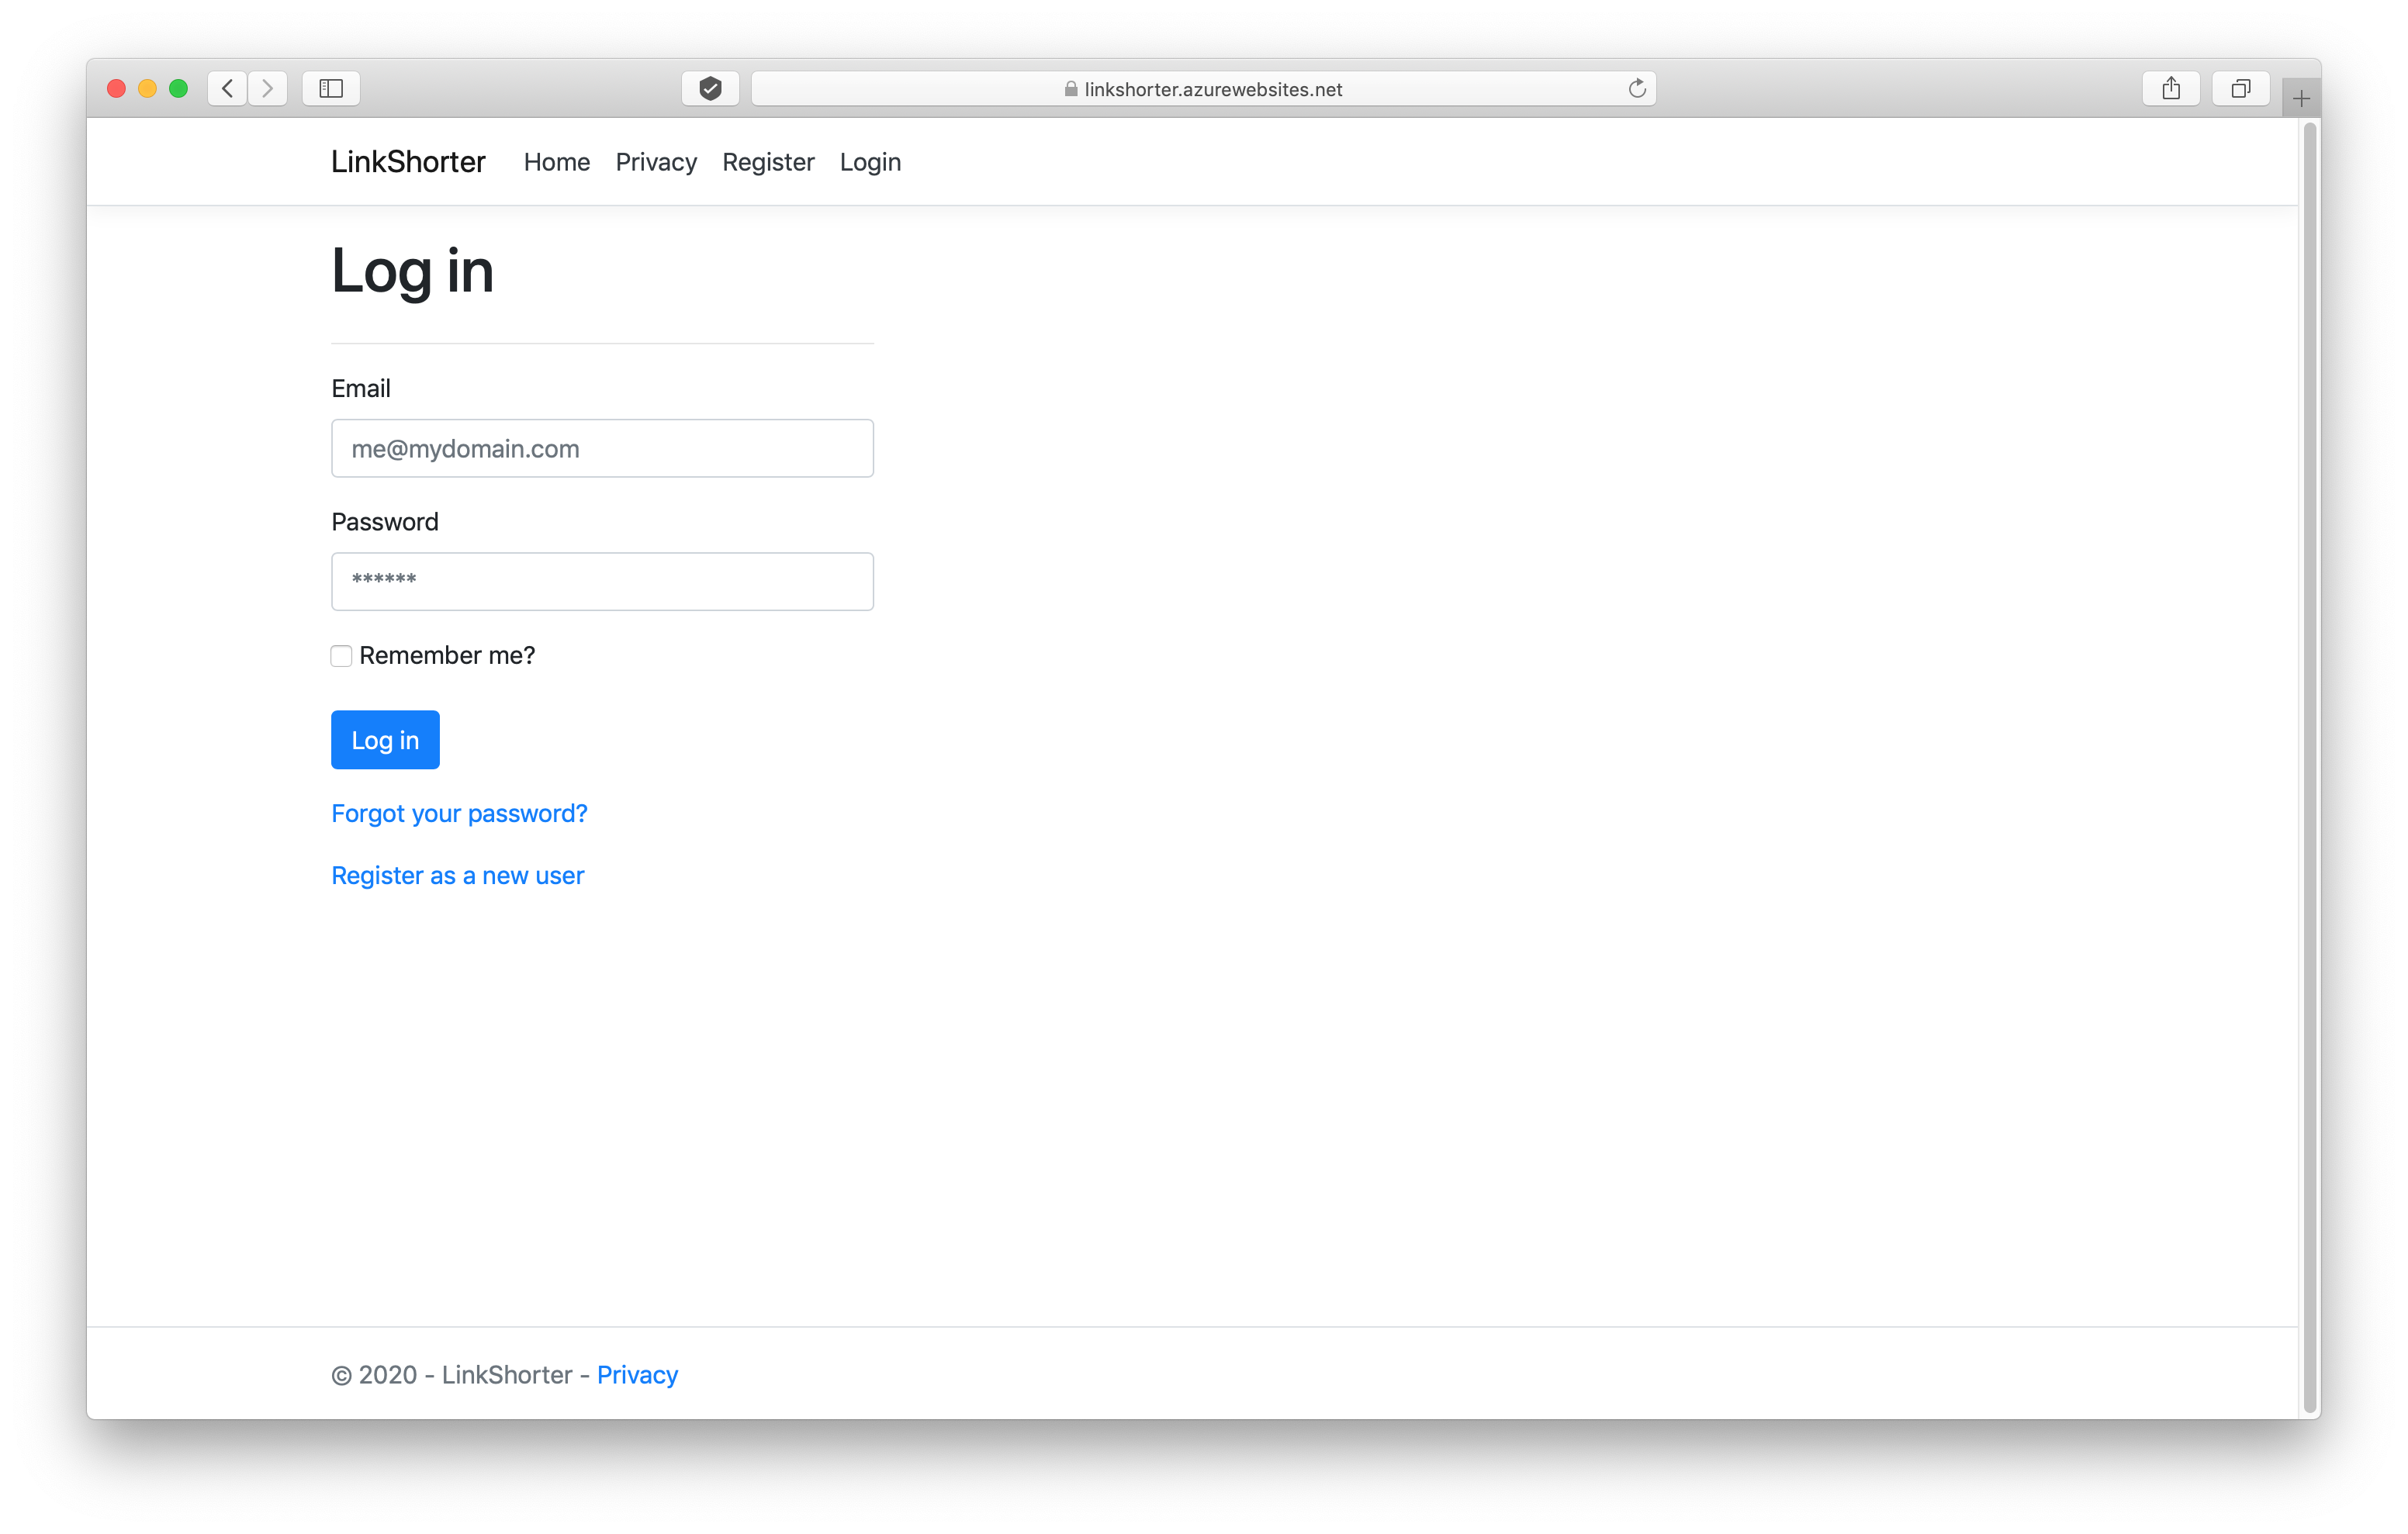 linkshorter.azurewebsites.net
LinkShorter Home Privacy Register Login
Log in
Email
me@mydomain.com
Password
******
Remember me?
Log in
Forgot your password?
Register as a new user
© 2020 - LinkShorter - Privacy